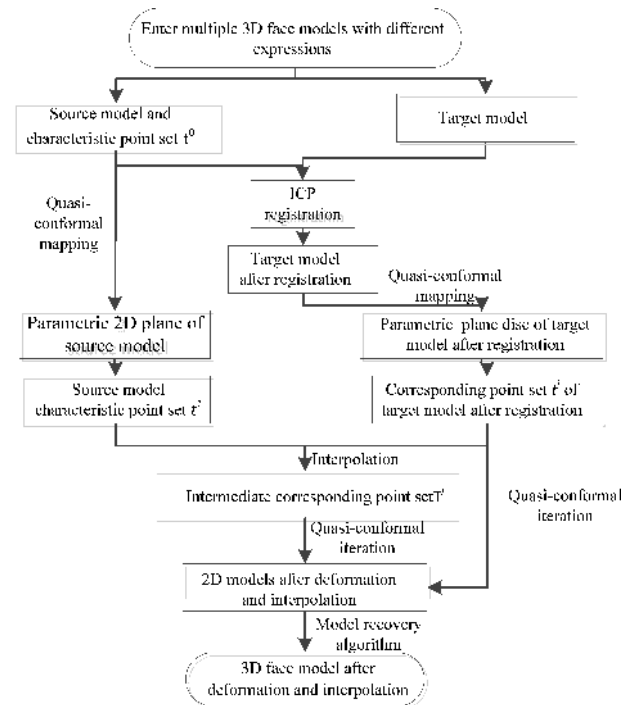 Enter multiple 3D face models with different
expressions
Source model and
characteristic point set t⁰
Target model
Quasi-
conformal
mapping
ICP
registration
Target model
after registration
Quasi-conformal
mapping
Parametric 2D plane of
source model
Parametric plane disc of target
model after registration
Source model
characteristic point set tⁱ
Corresponding point set tⁱ of
target model after registration
Interpolation
Intermediate corresponding point setTⁱ
Quasi-conformal
iteration
Quasi-conformal
iteration
2D models after deformation
and interpolation
Model recovery
algorithm
3D face model after
deformation and interpolation